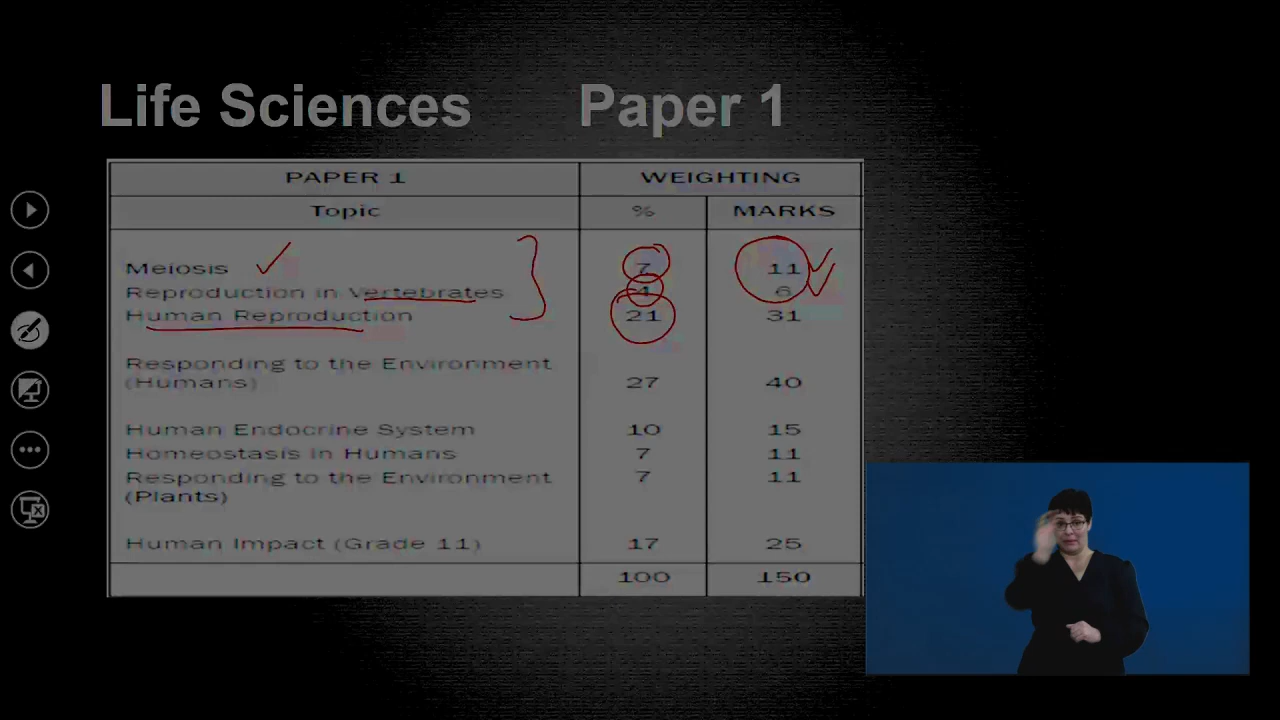 Life Sciences Paper 1
PAPER 1 WEIGHTING
Topic % MARKS
Meiosis 7 11
Reproduction in Vertebrates 4 6
Human Reproduction 21 31
Responding to the Environment
(Humans) 27 40
Human Endocrine System 10 15
Homeostasis in Humans 7 11
Responding to the Environment 7 11
(Plants)
Human Impact (Grade 11) 17 25
100 150